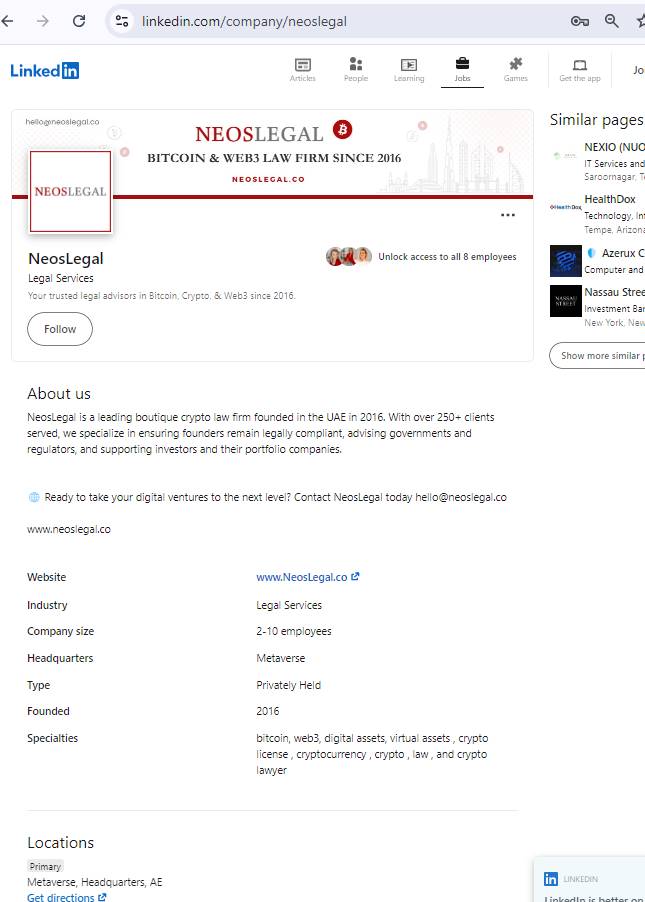 linkedin.com/company/neoslegal
LinkedIn
Articles
People
Learning
Jobs
Games
Get the app
hello@neoslegal.co
NEOSLEGAL
BITCOIN & WEB3 LAW FIRM SINCE 2016
NEOSLEGAL.CO
NEOSLEGAL
NeosLegal
Legal Services
Your trusted legal advisors in Bitcoin, Crypto, & Web3 since 2016.
Unlock access to all 8 employees
Follow
About us
NeosLegal is a leading boutique crypto law firm founded in the UAE in 2016. With over 250+ clients
served, we specialize in ensuring founders remain legally compliant, advising governments and
regulators, and supporting investors and their portfolio companies.
🌐 Ready to take your digital ventures to the next level? Contact NeosLegal today hello@neoslegal.co
www.neoslegal.co
Website www.NeosLegal.co
Industry Legal Services
Company size 2-10 employees
Headquarters Metaverse
Type Privately Held
Founded 2016
Specialties bitcoin, web3, digital assets, virtual assets , crypto
license , cryptocurrency , crypto , law , and crypto
lawyer
Locations
Primary
Metaverse, Headquarters, AE
Get directions
Similar pages
NEXIO (NUO
IT Services and
Saroornagar, T
HealthDox
HealthDox
Technology, Inf
Tempe, Arizona
Azerux C
Computer and
NASSAU
STREET
Nassau Stree
Investment Ban
New York, New
Show more similar p
LINKEDIN
LinkedIn is better on